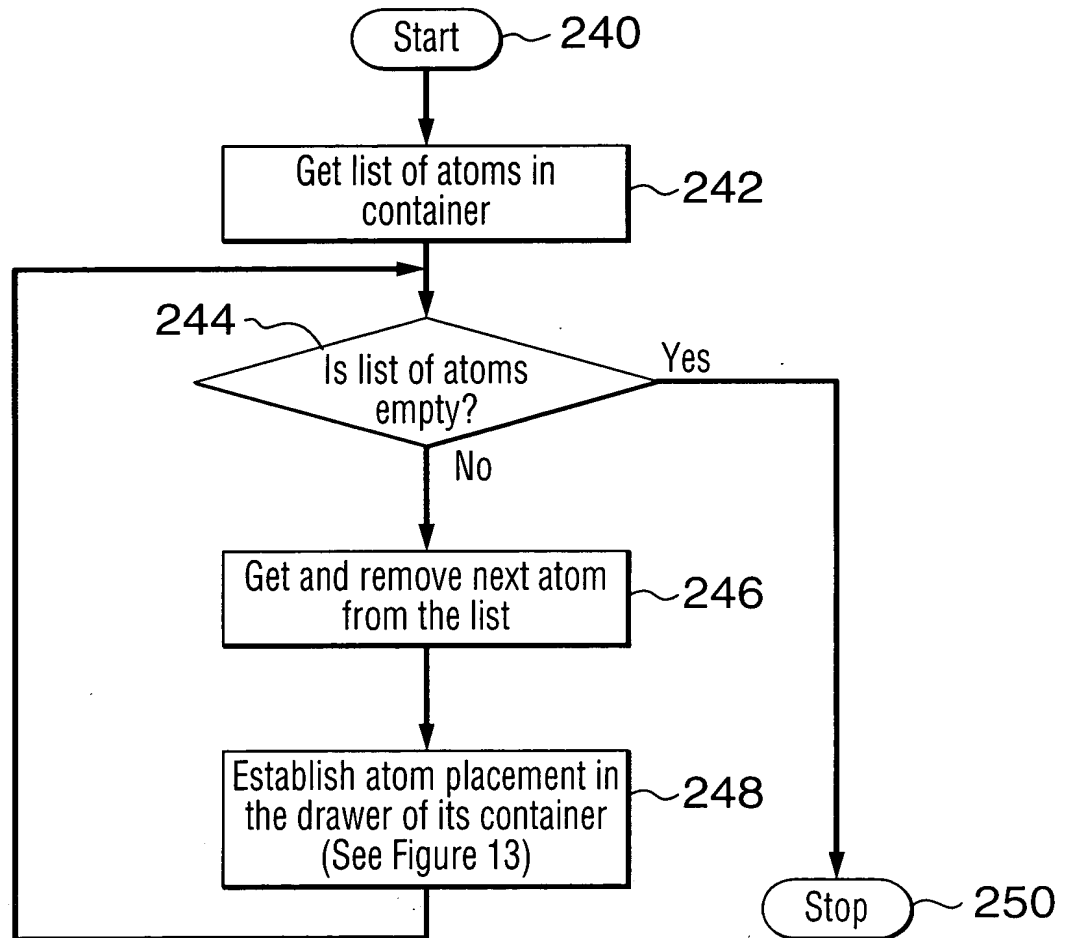 Start
240
Get list of atoms in
container
242
244
Is list of atoms
empty?
Yes
No
Get and remove next atom
from the list
246
Establish atom placement in
the drawer of its container
(See Figure 13)
248
Stop
250